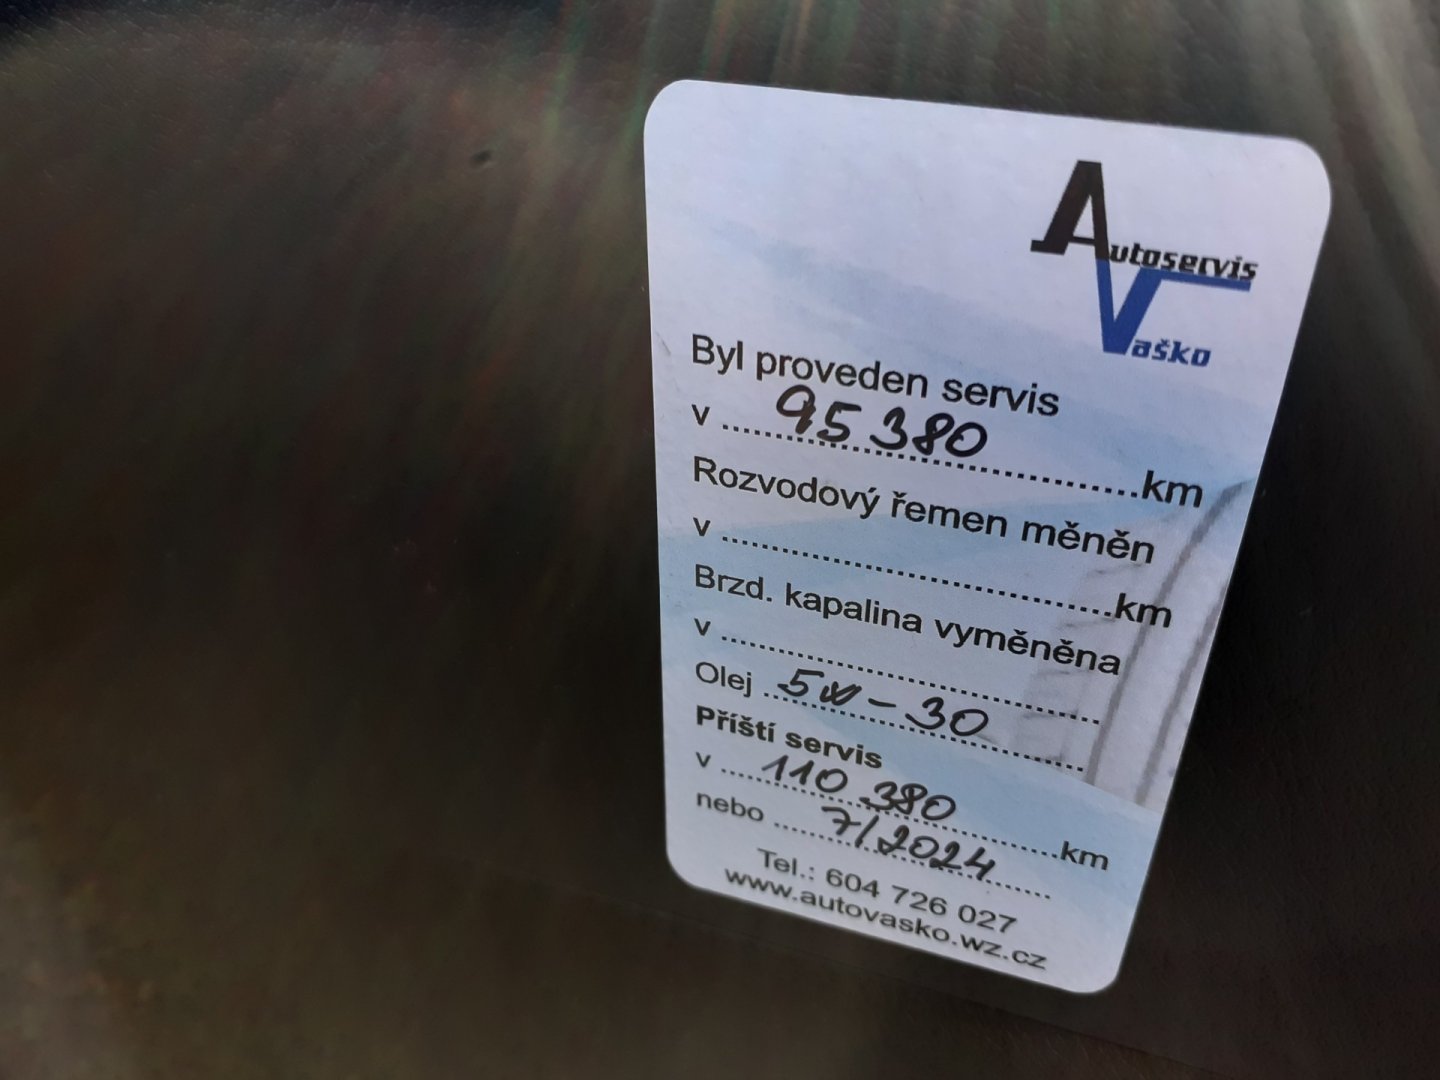 Autoservis
Vaško
Byl proveden servis
v 95 380 km
Rozvodový řemen měněn
v km
Brzd. kapalina vyměněna
v
Olej 5W-30
Příští servis
v 110 380 km
nebo 7/2024
Tel.: 604 726 027
www.autovasko.wz.cz